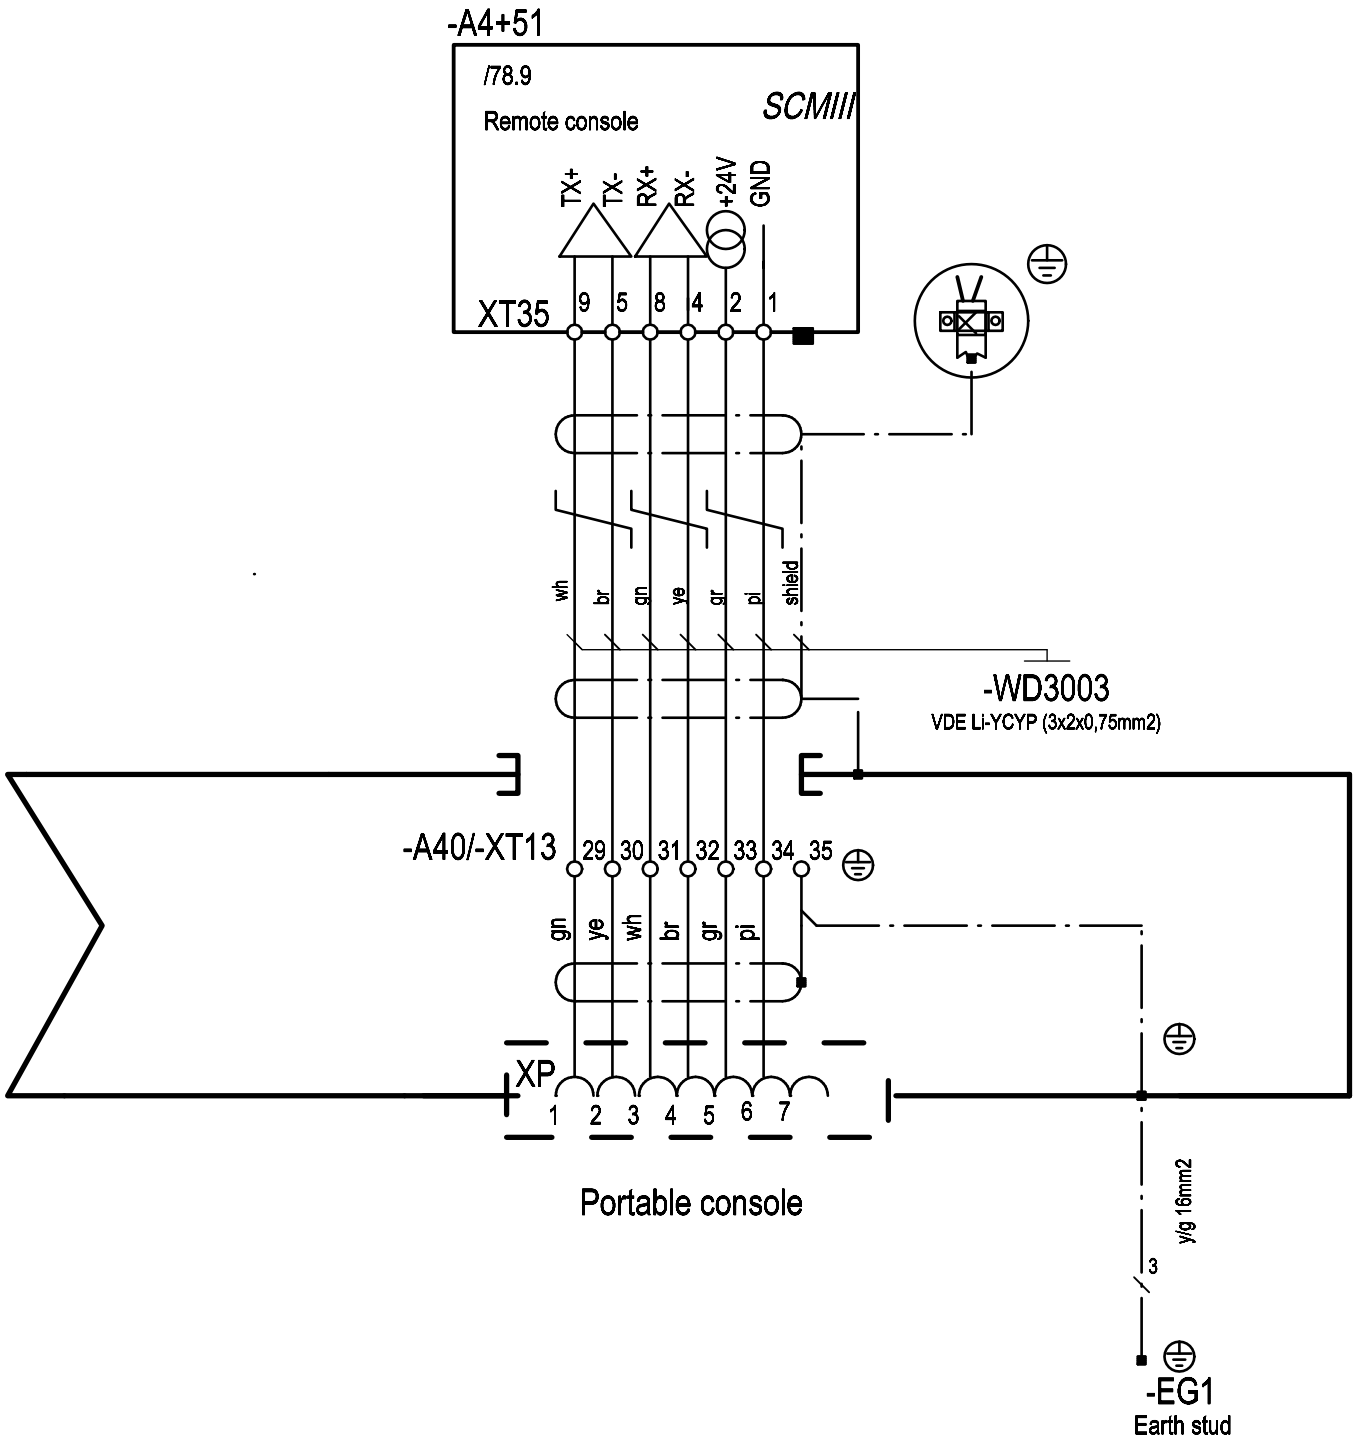 -A4+51
/78.9
SCMIII
Remote console
TX+
TX-
RX+
RX-
+24V
GND
XT35
9 5 8 4 2 1
wh
br
gn
ye
gr
pi
shield
-WD3003
VDE Li-YCYP (3x2x0,75mm2)
-A40/-XT13
29 30 31 32 33 34 35
gn
ye
wh
br
gr
pi
XP
1 2 3 4 5 6 7
Portable console
y/g 16mm2
3
-EG1
Earth stud